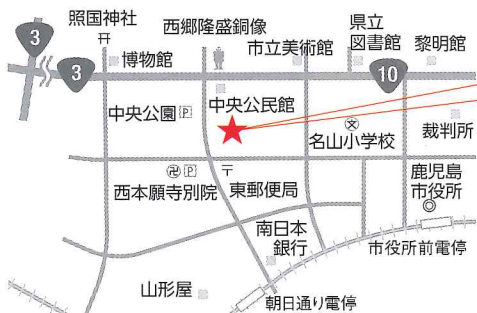 照国神社
西郷隆盛銅像
県立
図書館
黎明館
3
博物館
市立美術館
3
10
中央公民館
中央公園 P
文
名山小学校
裁判所
卍 P
〒
西本願寺別院
東郵便局
鹿児島
市役所
南日本
銀行
市役所前電停
山形屋
朝日通り電停